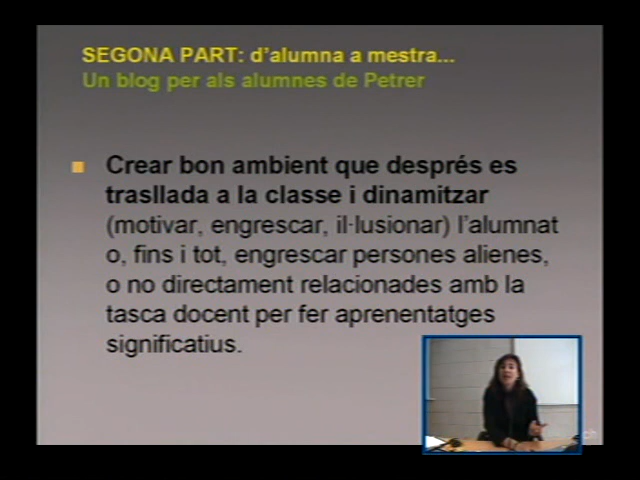 SEGONA PART: d'alumna a mestra...
Un blog per als alumnes de Petrer
Crear bon ambient que després es
trasllada a la classe i dinamitzar
(motivar, engrescar, il·lusionar) l'alumnat
o, fins i tot, engrescar persones alienes,
o no directament relacionades amb la
tasca docent per fer aprenentatges
significatius.